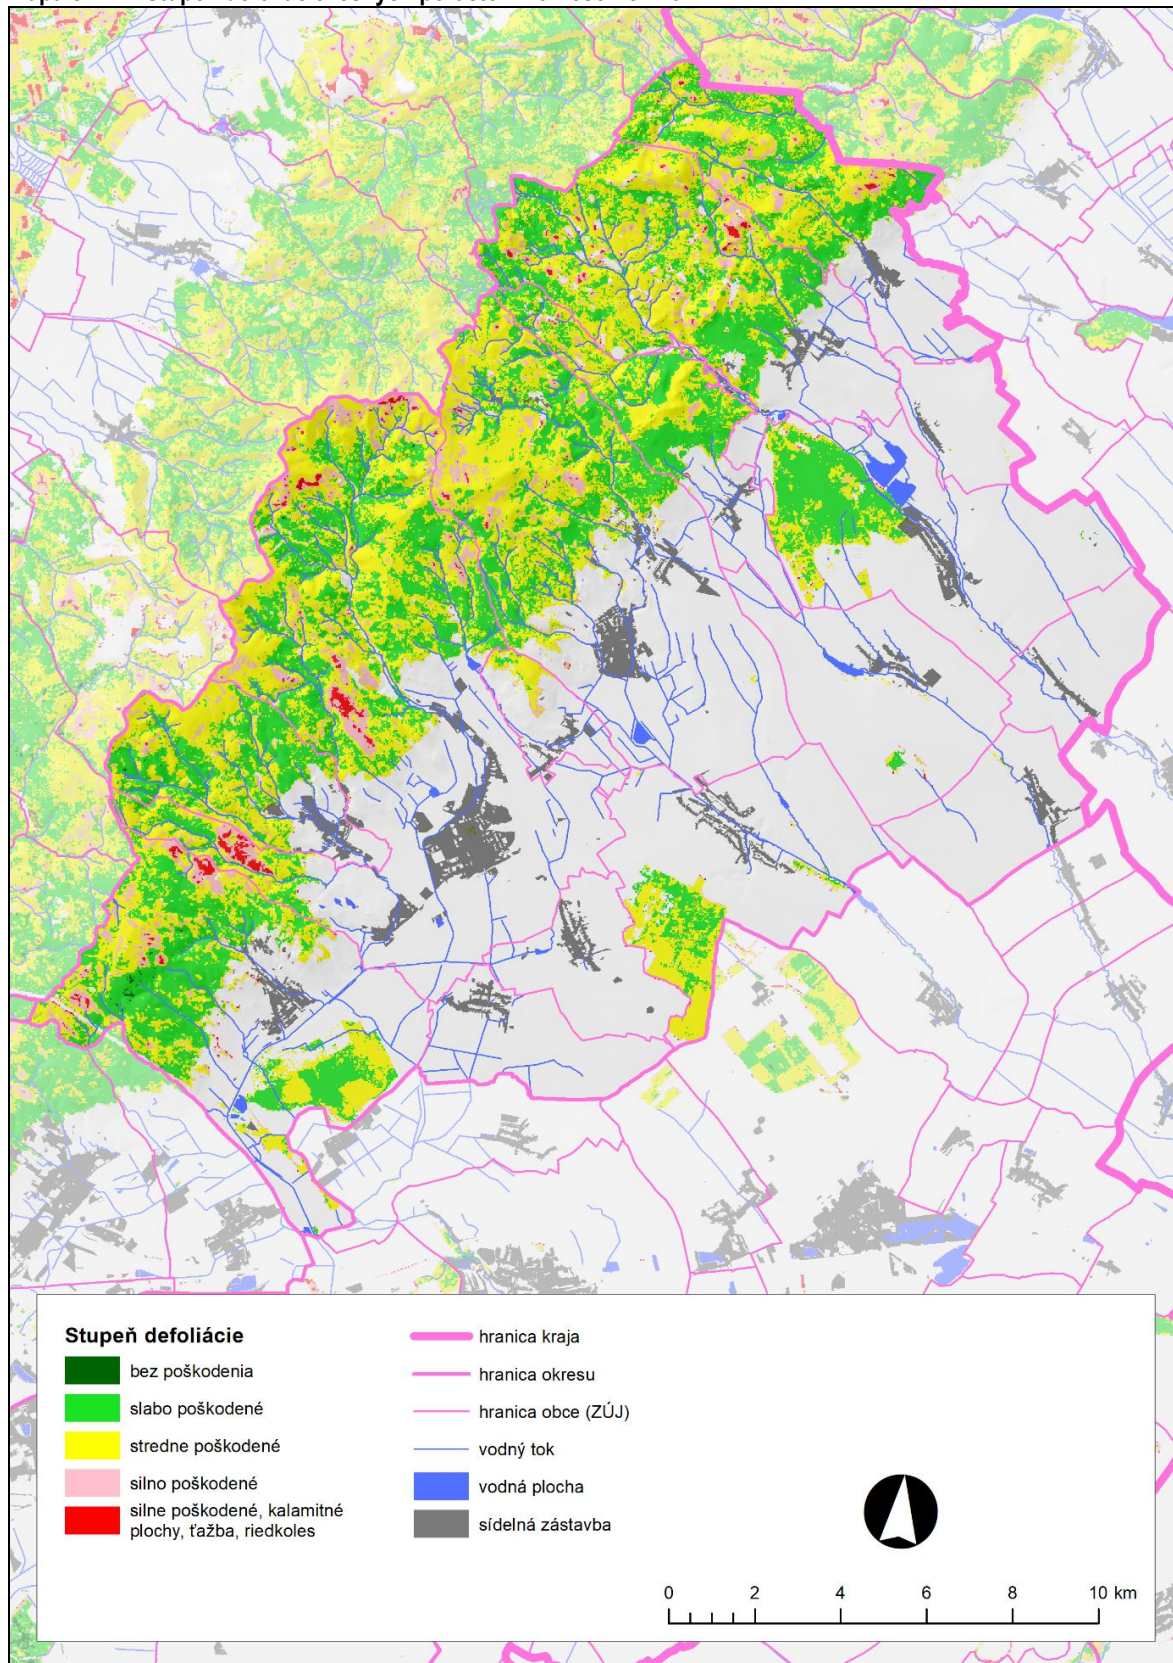 Stupeň defoliácie
bez poškodenia
slabo poškodené
stredne poškodené
silno poškodené
silne poškodené, kalamitné
plochy, ťažba, riedkoles
hranica kraja
hranica okresu
hranica obce (ZÚJ)
vodný tok
vodná plocha
sídelná zástavba
0 2 4 6 8 10 km